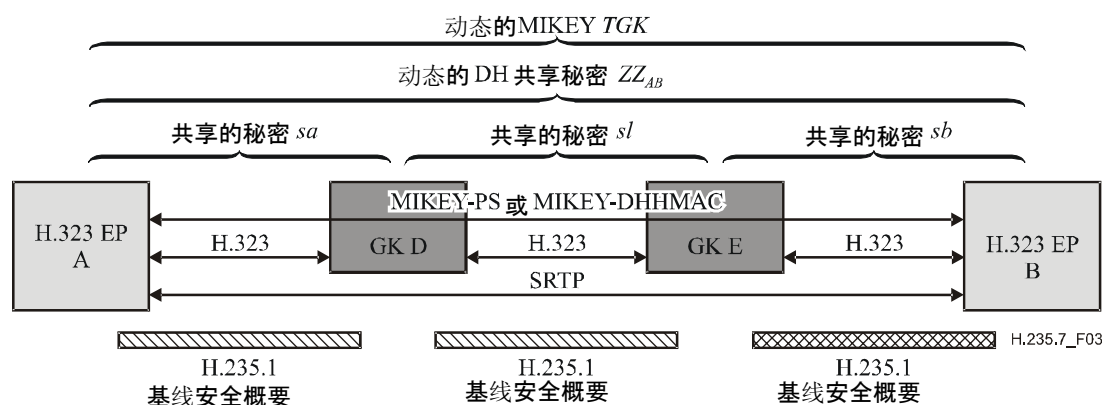 动态的MIKEY TGK
动态的 DH 共享秘密 ZZAB
共享的秘密 sa 共享的秘密 sl 共享的秘密 sb
MIKEY-PS 或 MIKEY-DHHMAC
H.323 EP A
H.323
GK D
H.323
GK E
H.323
H.323 EP B
SRTP
H.235.7_F03
H.235.1 H.235.1 H.235.1
基线安全概要 基线安全概要 基线安全概要